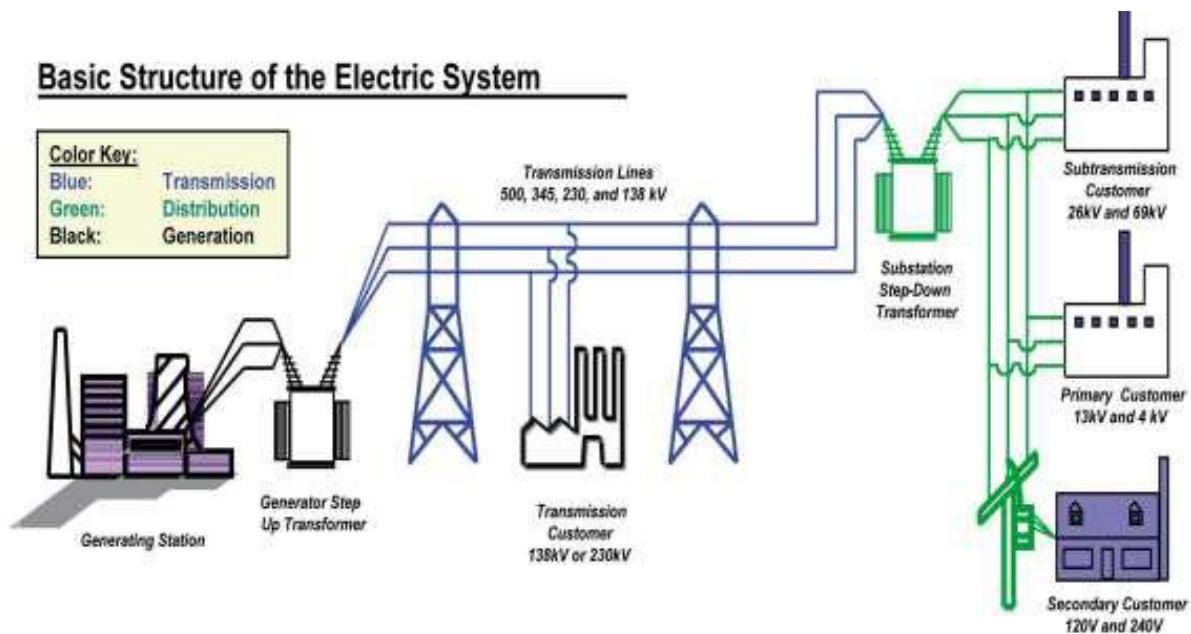 Basic Structure of the Electric System
Color Key:
Blue: Transmission
Green: Distribution
Black: Generation
Transmission Lines
500, 345, 230, and 138 kV
Substation
Step-Down
Transformer
Subtransmission
Customer
26kV and 69kV
Primary Customer
13kV and 4 kV
Generating Station
Generator Step
Up Transformer
Transmission
Customer
138kV or 230kV
Secondary Customer
120V and 240V